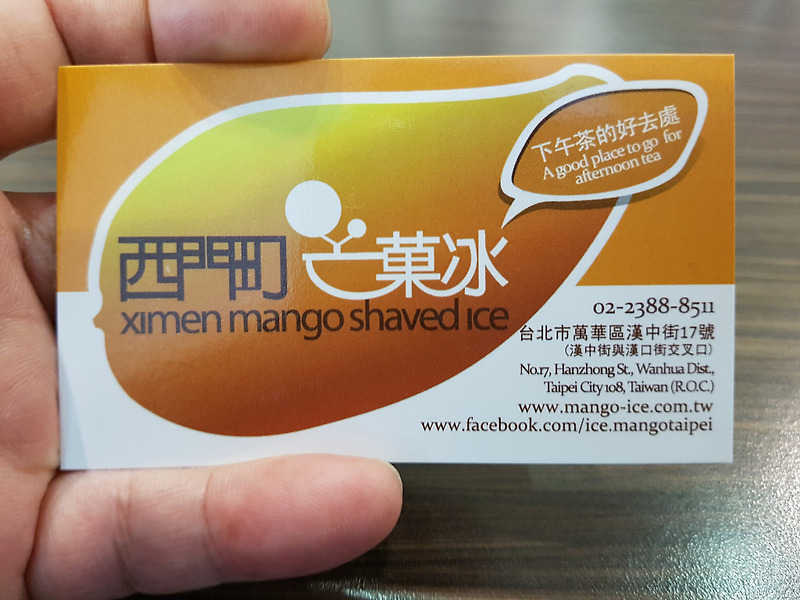 下午茶的好去處
A good place to go for
afternoon tea
西門町 芒菓冰
ximen mango shaved ice
02-2388-8511
台北市萬華區漢中街17號
(漢中街與漢口街交叉口)
No.17, Hanzhong St., Wanhua Dist.,
Taipei City 108, Taiwan (R.O.C.)
www.mango-ice.com.tw
www.facebook.com/ice.mangotaipei